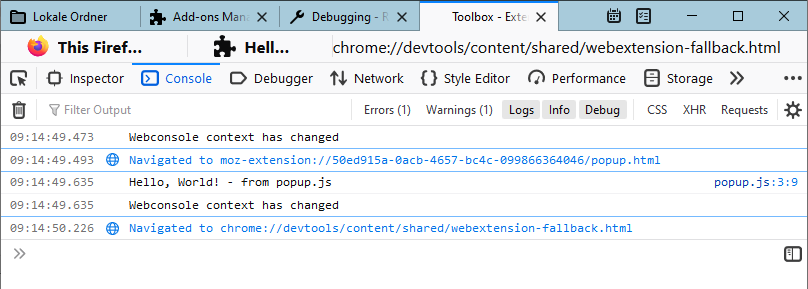 Lokale Ordner Add-ons Mana Debugging - R Toolbox - Exte
This Firef... Hell... chrome://devtools/content/shared/webextension-fallback.html
Inspector Console Debugger Network Style Editor Performance Storage
Filter Output Errors (1) Warnings (1) Logs Info Debug CSS XHR Requests
09:14:49.473 Webconsole context has changed
09:14:49.493 Navigated to moz-extension://50ed915a-0acb-4657-bc4c-099866364046/popup.html
09:14:49.635 Hello, World! - from popup.js popup.js:3:9
09:14:49.635 Webconsole context has changed
09:14:50.226 Navigated to chrome://devtools/content/shared/webextension-fallback.html